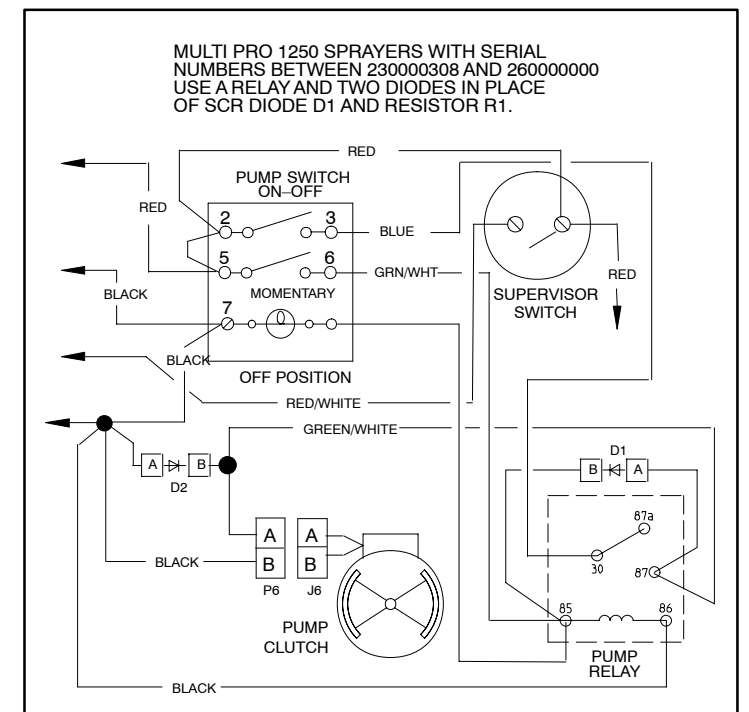 MULTI PRO 1250 SPRAYERS WITH SERIAL
NUMBERS BETWEEN 230000308 AND 260000000
USE A RELAY AND TWO DIODES IN PLACE
OF SCR DIODE D1 AND RESISTOR R1.
RED
PUMP SWITCH
ON–OFF
RED
2 3
BLUE
5 6
GRN/WHT
RED
BLACK
MOMENTARY
SUPERVISOR
SWITCH
7
BLACK
OFF POSITION
RED/WHITE
GREEN/WHITE
D1
A B
B A
D2
87a
A A
30
87
BLACK
B B
P6 J6
85 86
PUMP
CLUTCH
PUMP
RELAY
BLACK